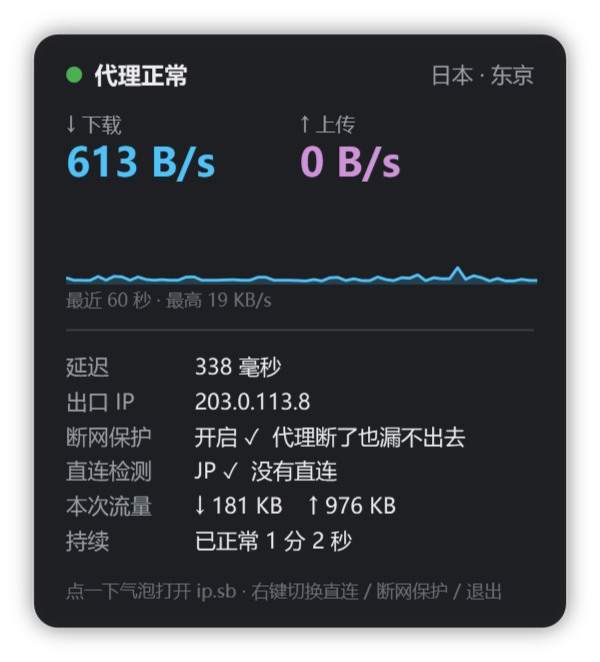 代理正常 日本 · 东京
↓ 下载 ↑ 上传
613 B/s 0 B/s
最近 60 秒 · 最高 19 KB/s
延迟 338 毫秒
出口 IP 203.0.113.8
断网保护 开启 ✓ 代理断了也漏不出去
直连检测 JP ✓ 没有直连
本次流量 ↓ 181 KB ↑ 976 KB
持续 已正常 1 分 2 秒
点一下气泡打开 ip.sb · 右键切换直连 / 断网保护 / 退出